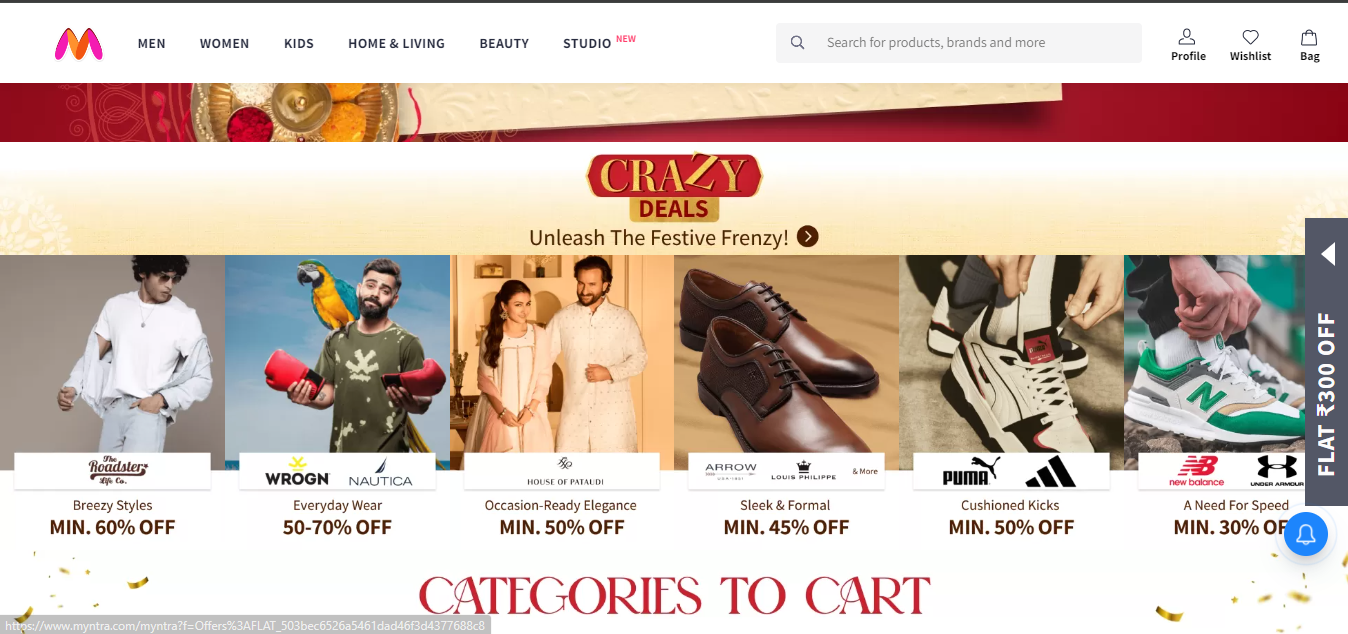 MEN
WOMEN
KIDS
HOME & LIVING
BEAUTY
STUDIO NEW
Search for products, brands and more
Profile
Wishlist
Bag
CRAZY
DEALS
Unleash The Festive Frenzy!
FLAT ₹300 OFF
The
Roadster
Life Co.
WROGN
NAUTICA
HOUSE OF PATAUDI
ARROW
LOUIS PHILIPPE
& More
PUMA
new balance
UNDER ARMOUR
Breezy Styles
MIN. 60% OFF
Everyday Wear
50-70% OFF
Occasion-Ready Elegance
MIN. 50% OFF
Sleek & Formal
MIN. 45% OFF
Cushioned Kicks
MIN. 50% OFF
A Need For Speed
MIN. 30% OF
CATEGORIES TO CART
https://www.myntra.com/myntra?f=Offers%3AFLAT_503bec6526a5461dad46f3d4377688c8